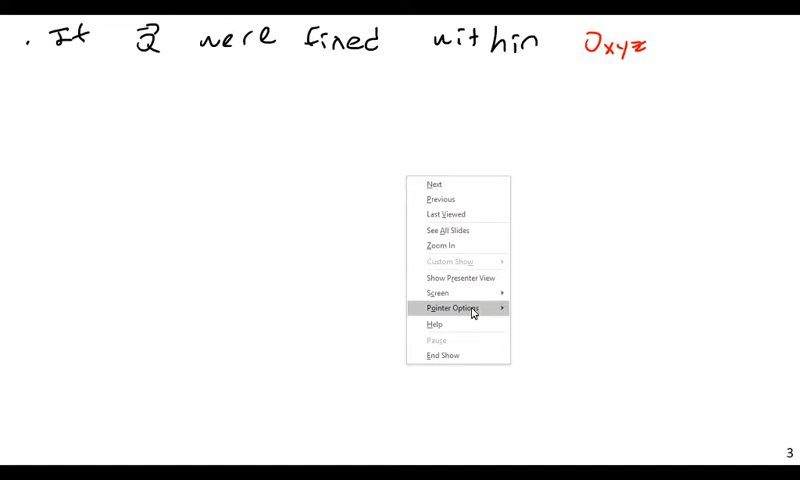 . If Q⃗ were fixed within Oxyz
Next
Previous
Last Viewed
See All Slides
Zoom In
Custom Show
Show Presenter View
Screen
Pointer Options
Help
Pause
End Show
3